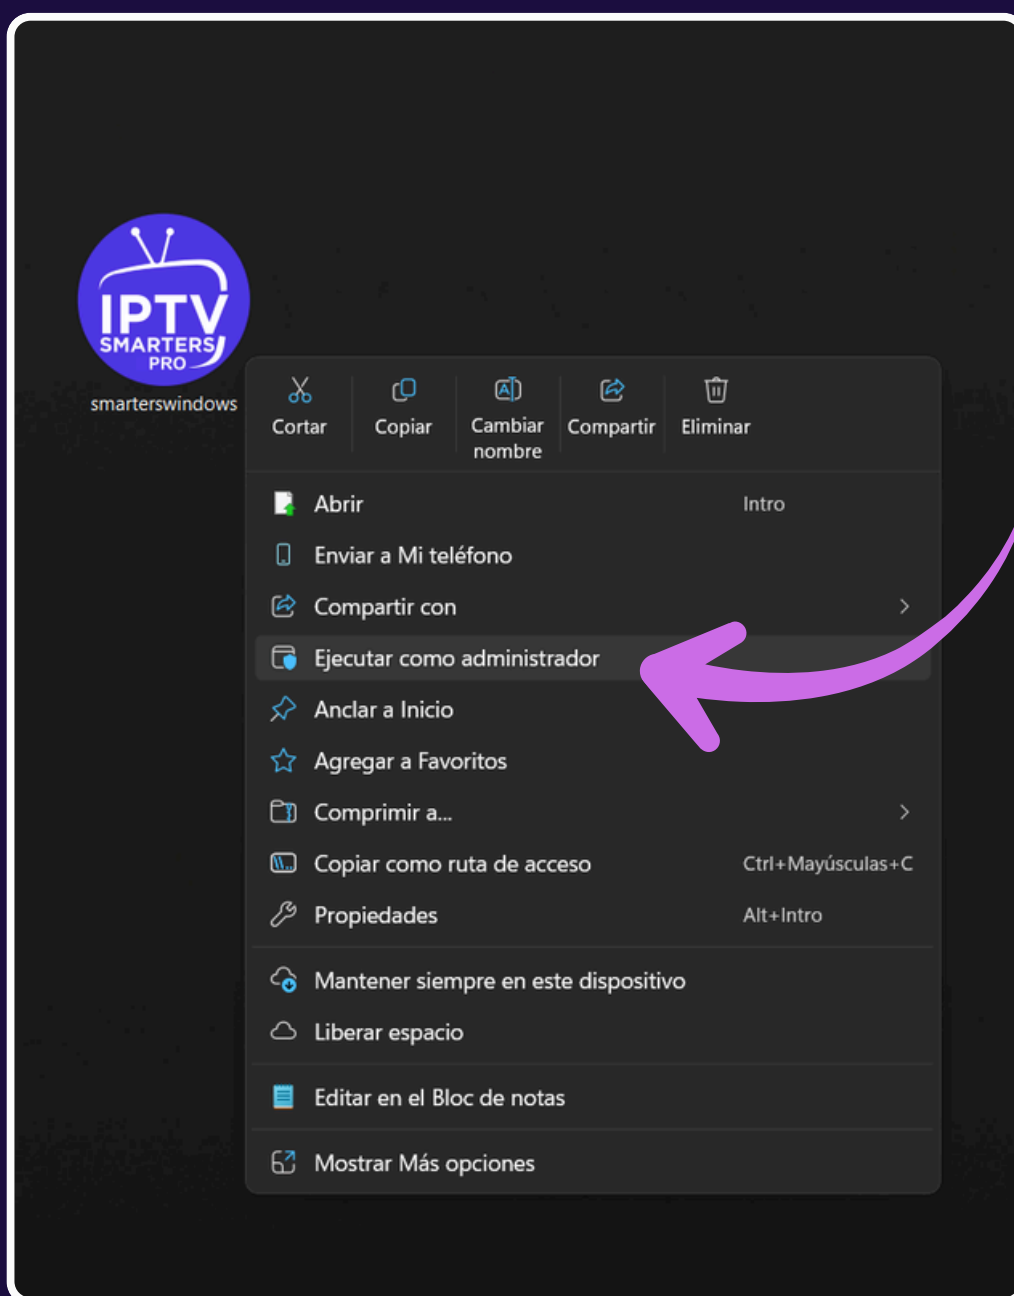 IPTV
SMARTERS
PRO
smarterswindows
Cortar
Copiar
Cambiar
nombre
Compartir
Eliminar
Abrir Intro
Enviar a Mi teléfono
Compartir con
Ejecutar como administrador
Anclar a Inicio
Agregar a Favoritos
Comprimir a...
Copiar como ruta de acceso Ctrl+Mayúsculas+C
Propiedades Alt+Intro
Mantener siempre en este dispositivo
Liberar espacio
Editar en el Bloc de notas
Mostrar Más opciones